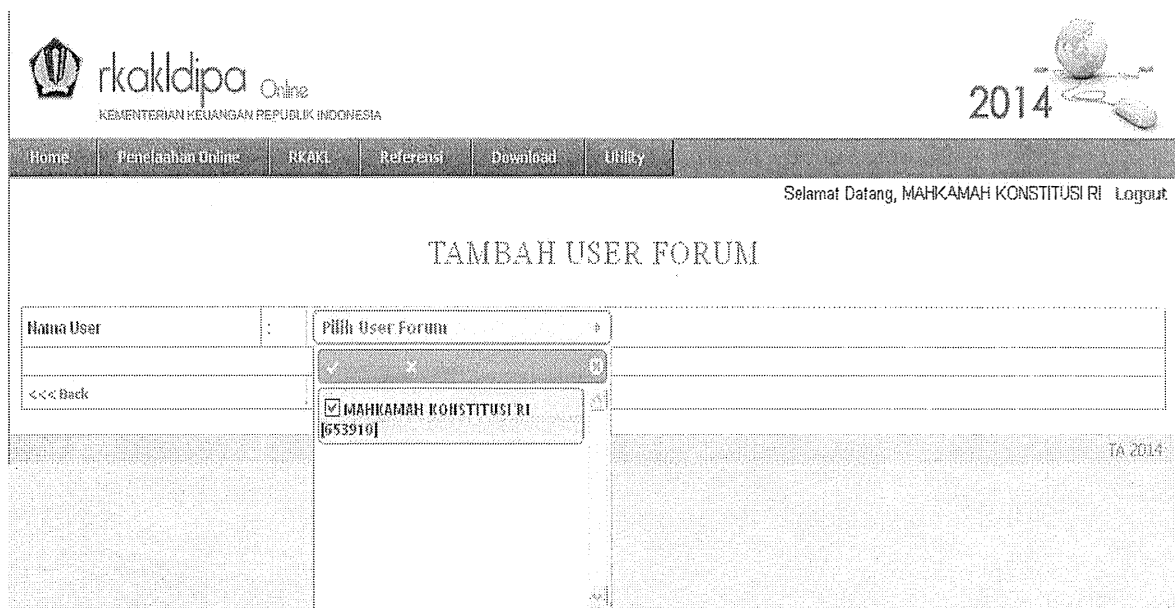 rkakldipa Online
KEMENTERIAN KEUANGAN REPUBLIK INDONESIA
2014
Home Penelaahan Online RKAKL Referensi Download Utility
Selamat Datang, MAHKAMAH KONSTITUSI RI Logout
TAMBAH USER FORUM
Nama User : Pilih User Forum
<<< Back
MAHKAMAH KONSTITUSI RI
[653910]
TA 2014